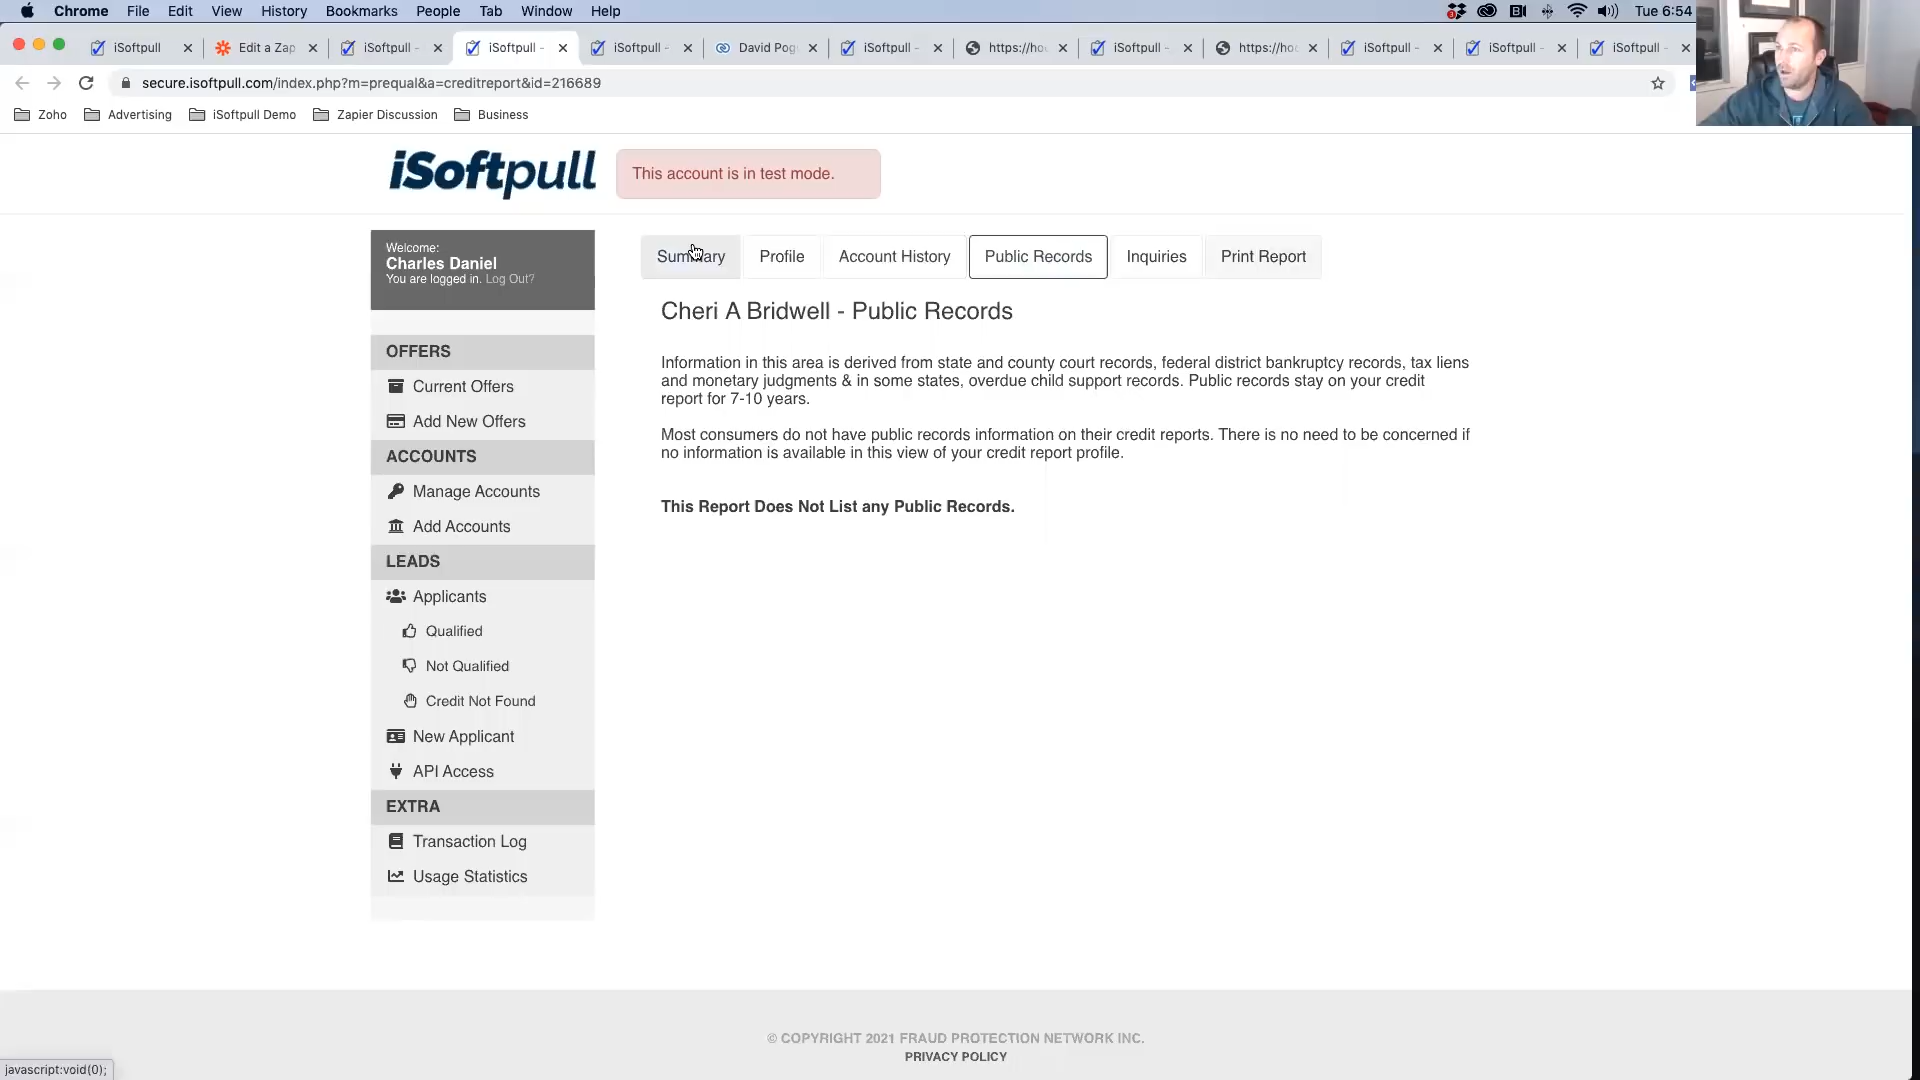 Chrome File Edit View History Bookmarks People Tab Window Help
Tue 6:54
iSoftpull
Edit a Zap
iSoftpull -
iSoftpull -
iSoftpull -
David Pog
iSoftpull -
https://hou
iSoftpull -
https://hou
iSoftpull -
iSoftpull -
iSoftpull -
secure.isoftpull.com/index.php?m=prequal&a=creditreport&id=216689
Zoho Advertising iSoftpull Demo Zapier Discussion Business
iSoftpull
This account is in test mode.
Welcome:
Charles Daniel
You are logged in. Log Out?
OFFERS
Current Offers
Add New Offers
ACCOUNTS
Manage Accounts
Add Accounts
LEADS
Applicants
Qualified
Not Qualified
Credit Not Found
New Applicant
API Access
EXTRA
Transaction Log
Usage Statistics
Summary Profile Account History Public Records Inquiries Print Report
Cheri A Bridwell - Public Records
Information in this area is derived from state and county court records, federal district bankruptcy records, tax liens
and monetary judgments & in some states, overdue child support records. Public records stay on your credit
report for 7-10 years.
Most consumers do not have public records information on their credit reports. There is no need to be concerned if
no information is available in this view of your credit report profile.
This Report Does Not List any Public Records.
© COPYRIGHT 2021 FRAUD PROTECTION NETWORK INC.
PRIVACY POLICY
javascript:void(0);